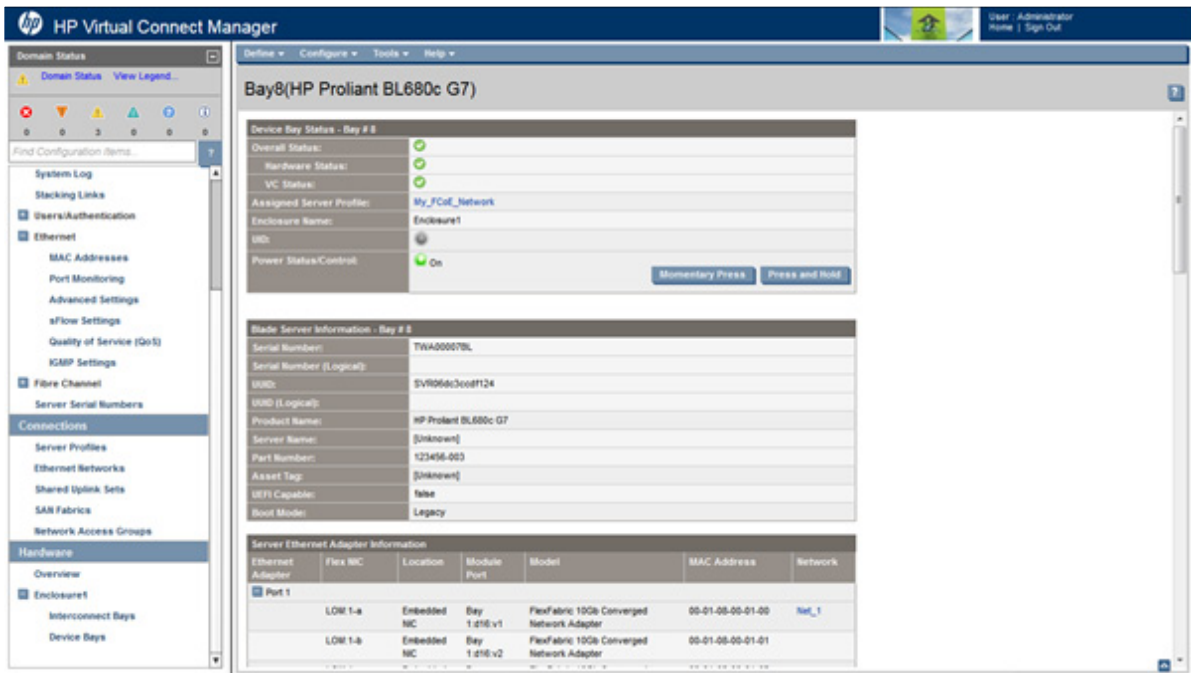 hp HP Virtual Connect Manager
User : Administrator
Home | Sign Out
Domain Status
Domain Status View Legend...
0 0 3 0 0 0
Find Configuration Items...
?
System Log
Stacking Links
Users/Authentication
Ethernet
MAC Addresses
Port Monitoring
Advanced Settings
sFlow Settings
Quality of Service (QoS)
IGMP Settings
Fibre Channel
Server Serial Numbers
Connections
Server Profiles
Ethernet Networks
Shared Uplink Sets
SAN Fabrics
Network Access Groups
Hardware
Overview
Enclosure1
Interconnect Bays
Device Bays
Define Configure Tools Help
Bay8(HP Proliant BL680c G7)
?
Device Bay Status - Bay # 8
Overall Status:
Hardware Status:
VC Status:
Assigned Server Profile: My_FCoE_Network
Enclosure Name: Enclosure1
UID:
Power Status/Control: On
Momentary Press Press and Hold
Blade Server Information - Bay # 8
Serial Number: TWA00007BL
Serial Number (Logical):
UUID: SVR06dc3ccdf124
UUID (Logical):
Product Name: HP Proliant BL680c G7
Server Name: [Unknown]
Part Number: 123456-003
Asset Tag: [Unknown]
UEFI Capable: false
Boot Mode: Legacy
Server Ethernet Adapter Information
Ethernet Adapter Flex NIC Location Module Port Model MAC Address Network
Port 1
LOM:1-a Embedded NIC Bay 1:d16:v1 FlexFabric 10Gb Converged Network Adapter 00-01-08-00-01-00 Net_1
LOM:1-b Embedded NIC Bay 1:d16:v2 FlexFabric 10Gb Converged Network Adapter 00-01-08-00-01-01